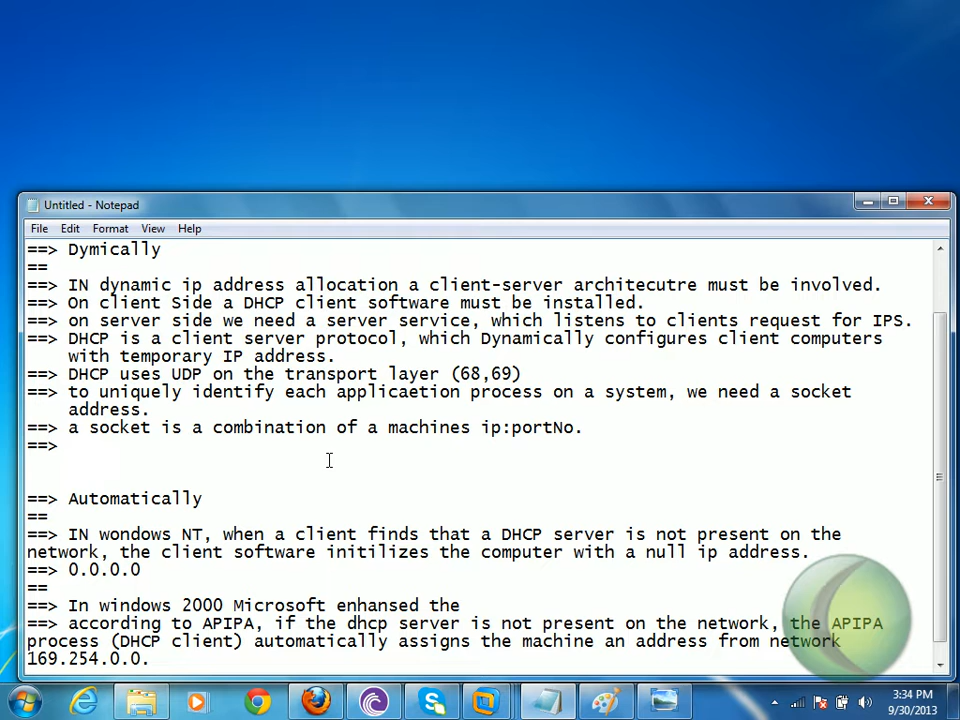 Untitled - Notepad
File Edit Format View Help
==> Dymically
==
==> IN dynamic ip address allocation a client-server architecutre must be involved.
==> On client Side a DHCP client software must be installed.
==> on server side we need a server service, which listens to clients request for IPS.
==> DHCP is a client server protocol, which Dynamically configures client computers
with temporary IP address.
==> DHCP uses UDP on the transport layer (68,69)
==> to uniquely identify each applicaetion process on a system, we need a socket
address.
==> a socket is a combination of a machines ip:portNo.
==>
==> Automatically
==
==> IN wondows NT, when a client finds that a DHCP server is not present on the
network, the client software initilizes the computer with a null ip address.
==> 0.0.0.0
==
==> In windows 2000 Microsoft enhansed the
==> according to APIPA, if the dhcp server is not present on the network, the APIPA
process (DHCP client) automatically assigns the machine an address from network
169.254.0.0.
3:34 PM
9/30/2013